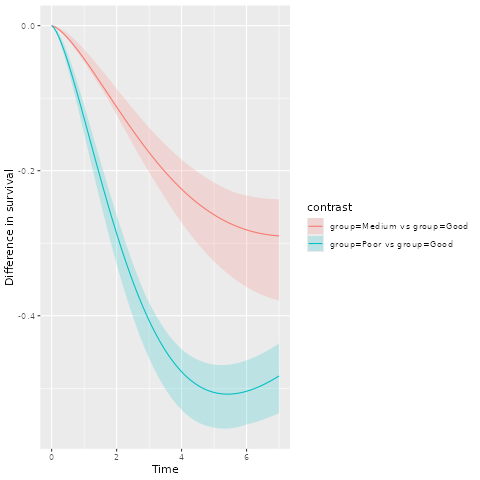 0.0
-0.2
-0.4
0
2
4
6
Time
Difference in survival
contrast
group=Medium vs group=Good
group=Poor vs group=Good